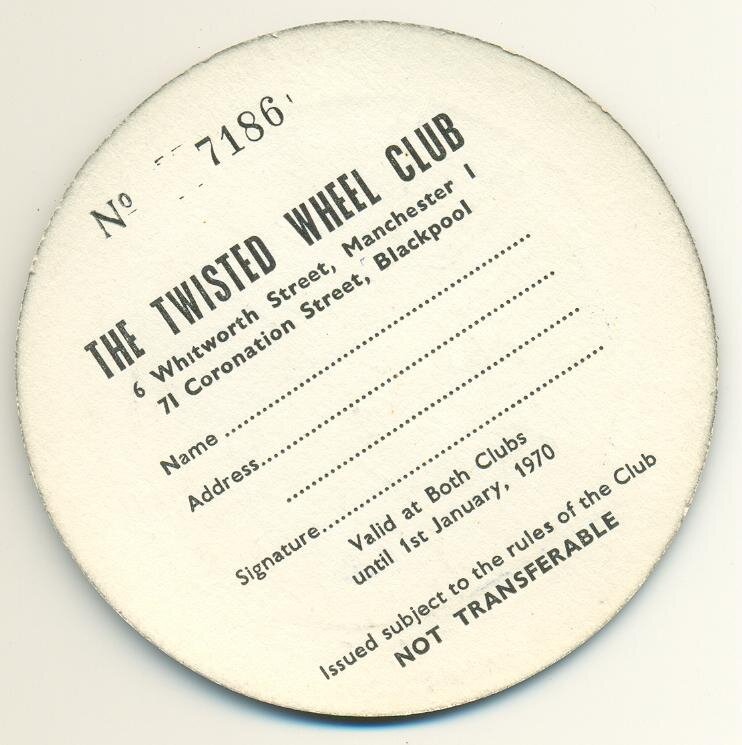 Nº 7186
THE TWISTED WHEEL CLUB
6 Whitworth Street, Manchester 1
71 Coronation Street, Blackpool
Name
Address
Signature
Valid at Both Clubs
until 1st January, 1970
Issued subject to the rules of the Club
NOT TRANSFERABLE